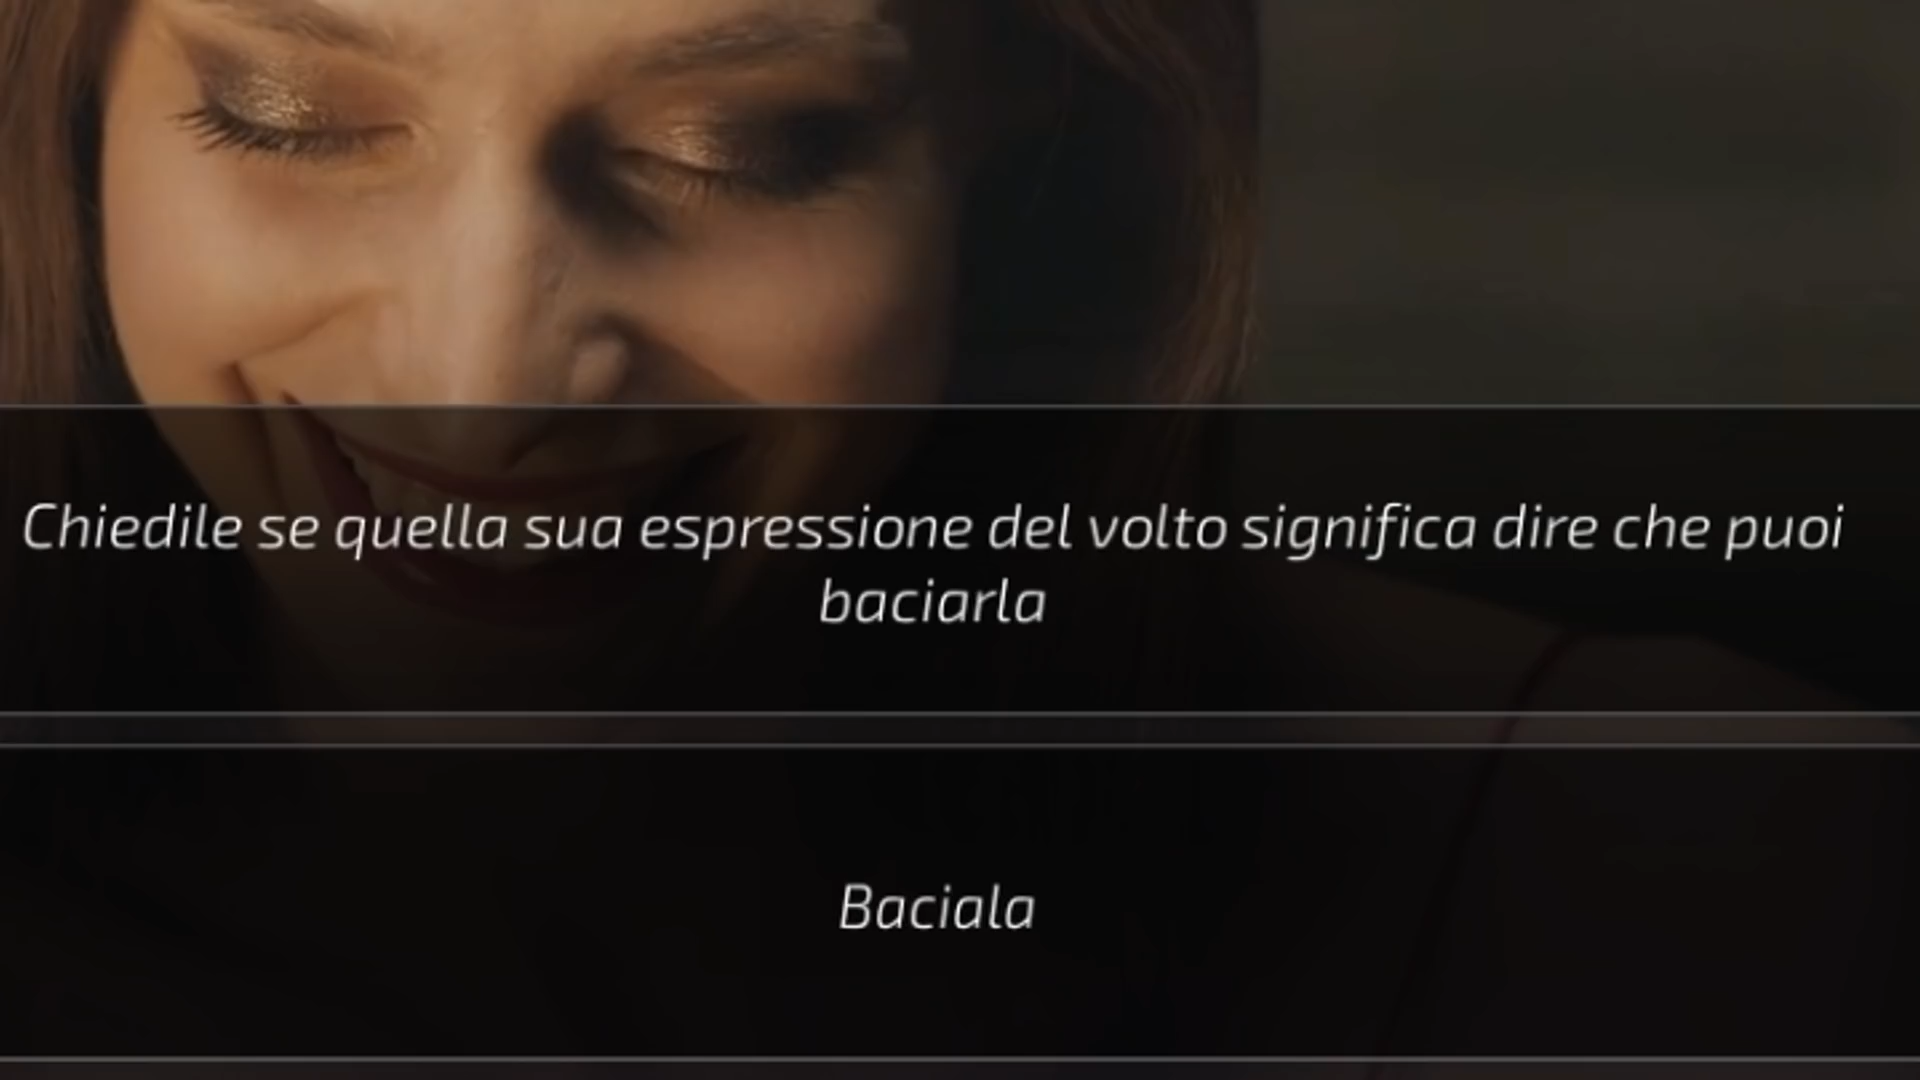 Chiedile se quella sua espressione del volto significa dire che puoi
baciarla
Baciala